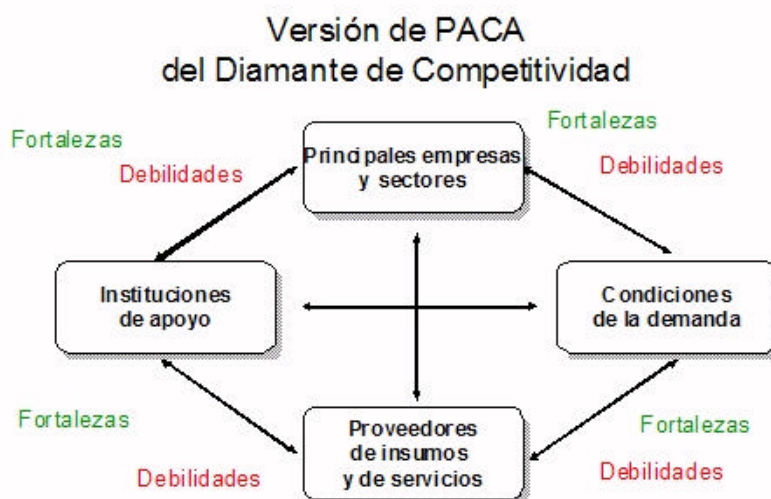 Versión de PACA
del Diamante de Competitividad
Fortalezas
Debilidades
Principales empresas
y sectores
Fortalezas
Debilidades
Instituciones
de apoyo
Condiciones
de la demanda
Fortalezas
Debilidades
Proveedores
de insumos
y de servicios
Fortalezas
Debilidades